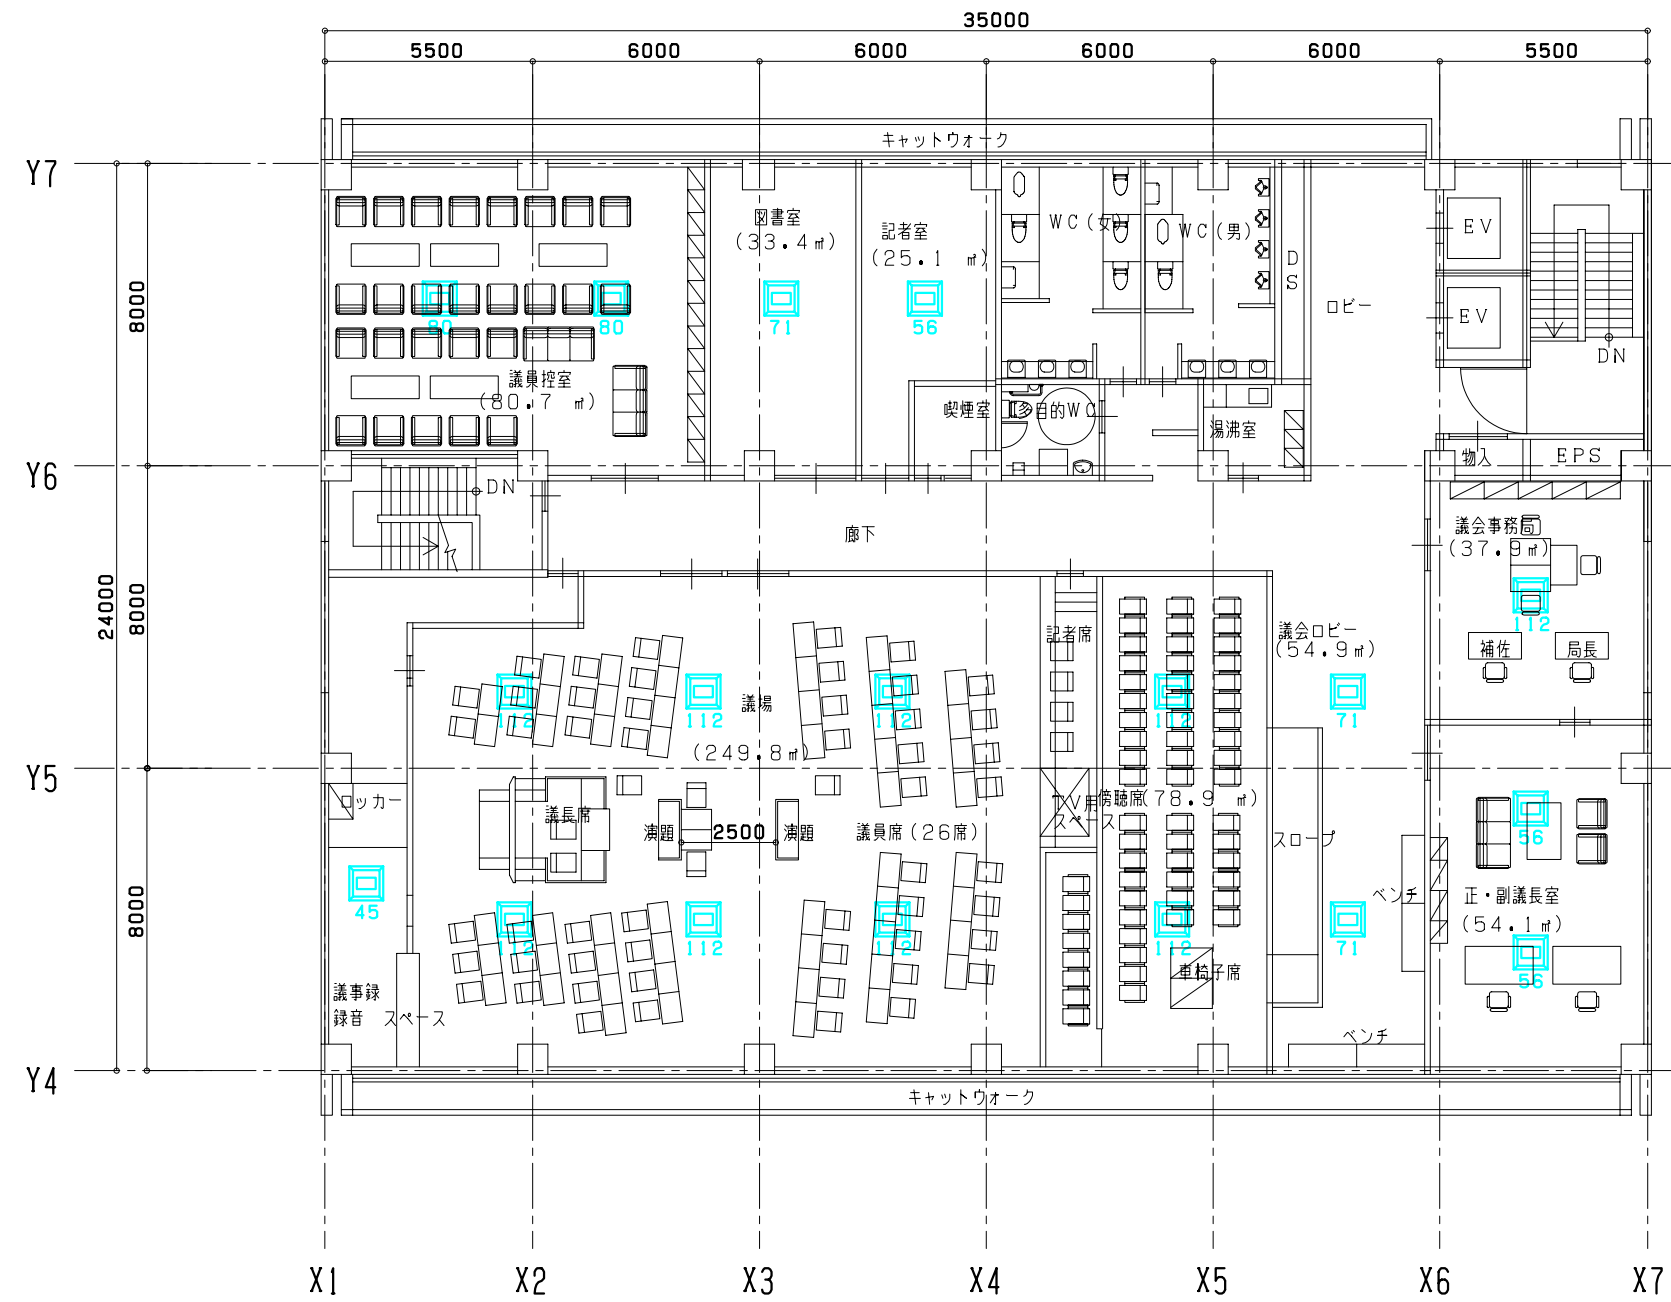 35000
5500 6000 6000 6000 6000 5500
キャットウォーク
Y7
図書室
(33.4㎡)
記者室
(25.1 ㎡)
WC(女)
WC(男)
DS
ロビー
EV
EV
DN
80
80
71
56
8000
議員控室
(80.7 ㎡)
喫煙室
多目的WC
湯沸室
物入
EPS
Y6
DN
廊下
議会事務局
(37.9㎡)
112
24000
8000
記者席
議会ロビー
(54.9㎡)
補佐
局長
112
112
議場
112
112
71
(249.8㎡)
Y5
ロッカー
議長席
演題
2500
演題
議員席(26席)
TV用
スペース
傍聴席(78.9 ㎡)
スロープ
56
8000
45
112
112
112
112
71
ベンチ
正・副議長室
(54.1㎡)
56
車椅子席
議事録
録音 スペース
ベンチ
Y4
キャットウォーク
X1 X2 X3 X4 X5 X6 X7